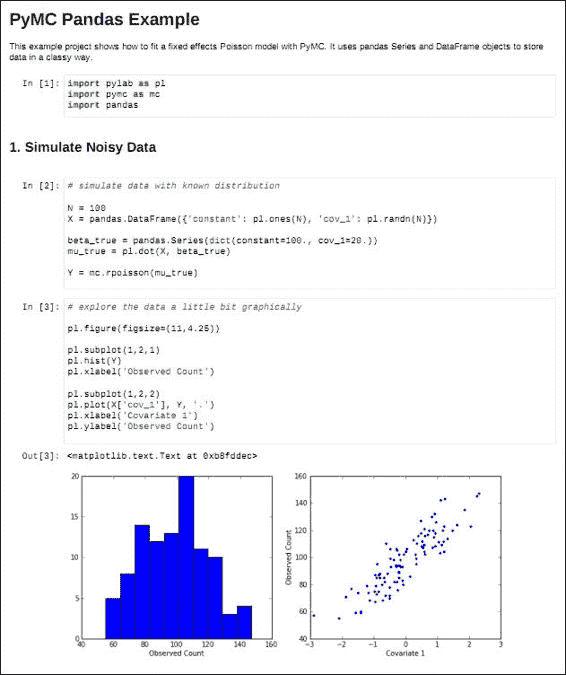 PyMC Pandas Example
This example project shows how to fit a fixed effects Poisson model with PyMC. It uses pandas Series and DataFrame objects to store
data in a classy way.
In [1]: import pylab as pl
import pymc as mc
import pandas
1. Simulate Noisy Data
In [2]: # simulate data with known distribution
N = 100
X = pandas.DataFrame({'constant': pl.ones(N), 'cov_1': pl.randn(N)})
beta_true = pandas.Series(dict(constant=100., cov_1=20.))
mu_true = pl.dot(X, beta_true)
Y = mc.rpoisson(mu_true)
In [3]: # explore the data a little bit graphically
pl.figure(figsize=(11,4.25))
pl.subplot(1,2,1)
pl.hist(Y)
pl.xlabel('Observed Count')
pl.subplot(1,2,2)
pl.plot(X['cov_1'], Y, '.')
pl.xlabel('Covariate 1')
pl.ylabel('Observed Count')
Out[3]: <matplotlib.text.Text at 0xb8fddec>
20
15
10
5
0
40 60 80 100 120 140 160
Observed Count
160
140
120
100
80
60
40
Observed Count
-3 -2 -1 0 1 2 3
Covariate 1